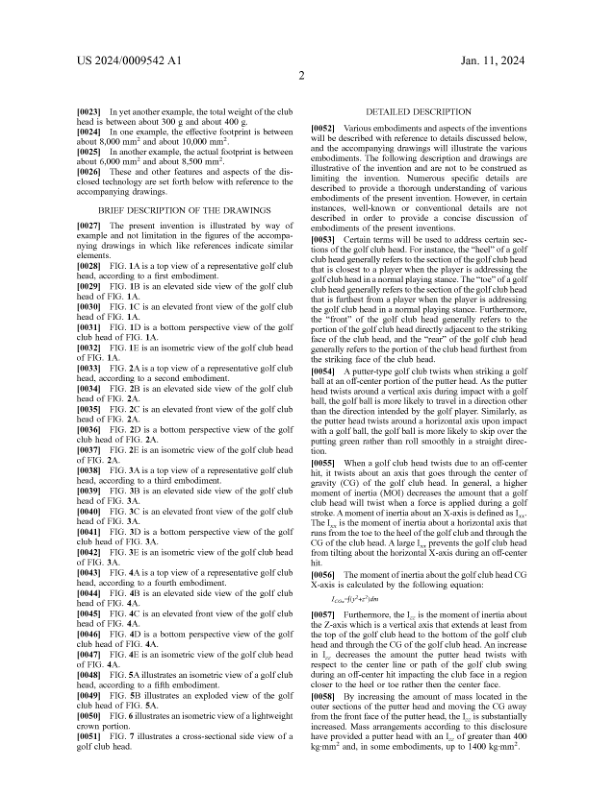 US 2024/0009542 A1
Jan. 11, 2024
2
[0023] In yet another example, the total weight of the club
head is between about 300 g and about 400 g.
[0024] In one example, the effective footprint is between
about 8,000 mm² and about 10,000 mm².
[0025] In another example, the actual footprint is between
about 6,000 mm² and about 8,500 mm².
[0026] These and other features and aspects of the dis-
closed technology are set forth below with reference to the
accompanying drawings.
BRIEF DESCRIPTION OF THE DRAWINGS
[0027] The present invention is illustrated by way of
example and not limitation in the figures of the accompa-
nying drawings in which like references indicate similar
elements.
[0028] FIG. 1A is a top view of a representative golf club
head, according to a first embodiment.
[0029] FIG. 1B is an elevated side view of the golf club
head of FIG. 1A.
[0030] FIG. 1C is an elevated front view of the golf club
head of FIG. 1A.
[0031] FIG. 1D is a bottom perspective view of the golf
club head of FIG. 1A.
[0032] FIG. 1E is an isometric view of the golf club head
of FIG. 1A.
[0033] FIG. 2A is a top view of a representative golf club
head, according to a second embodiment.
[0034] FIG. 2B is an elevated side view of the golf club
head of FIG. 2A.
[0035] FIG. 2C is an elevated front view of the golf club
head of FIG. 2A.
[0036] FIG. 2D is a bottom perspective view of the golf
club head of FIG. 2A.
[0037] FIG. 2E is an isometric view of the golf club head
of FIG. 2A.
[0038] FIG. 3A is a top view of a representative golf club
head, according to a third embodiment.
[0039] FIG. 3B is an elevated side view of the golf club
head of FIG. 3A.
[0040] FIG. 3C is an elevated front view of the golf club
head of FIG. 3A.
[0041] FIG. 3D is a bottom perspective view of the golf
club head of FIG. 3A.
[0042] FIG. 3E is an isometric view of the golf club head
of FIG. 3A.
[0043] FIG. 4A is a top view of a representative golf club
head, according to a fourth embodiment.
[0044] FIG. 4B is an elevated side view of the golf club
head of FIG. 4A.
[0045] FIG. 4C is an elevated front view of the golf club
head of FIG. 4A.
[0046] FIG. 4D is a bottom perspective view of the golf
club head of FIG. 4A.
[0047] FIG. 4E is an isometric view of the golf club head
of FIG. 4A.
[0048] FIG. 5A illustrates an isometric view of a golf club
head, according to a fifth embodiment.
[0049] FIG. 5B illustrates an exploded view of the golf
club head of FIG. 5A.
[0050] FIG. 6 illustrates an isometric view of a lightweight
crown portion.
[0051] FIG. 7 illustrates a cross-sectional side view of a
golf club head.
DETAILED DESCRIPTION
[0052] Various embodiments and aspects of the inventions
will be described with reference to details discussed below,
and the accompanying drawings will illustrate the various
embodiments. The following description and drawings are
illustrative of the invention and are not to be construed as
limiting the invention. Numerous specific details are
described to provide a thorough understanding of various
embodiments of the present invention. However, in certain
instances, well-known or conventional details are not
described in order to provide a concise discussion of
embodiments of the present inventions.
[0053] Certain terms will be used to address certain sec-
tions of the golf club head. For instance, the “heel” of a golf
club head generally refers to the section of the golf club head
that is closest to a player when the player is addressing the
golf club head in a normal playing stance. The “toe” of a golf
club head generally refers to the section of the golf club head
that is furthest from a player when the player is addressing
the golf club head in a normal playing stance. Furthermore,
the “front” of the golf club head generally refers to the
portion of the golf club head directly adjacent to the striking
face of the club head, and the “rear” of the golf club head
generally refers to the portion of the club head furthest from
the striking face of the club head.
[0054] A putter-type golf club twists when striking a golf
ball at an off-center portion of the putter head. As the putter
head twists around a vertical axis during impact with a golf
ball, the golf ball is more likely to travel in a direction other
than the direction intended by the golf player. Similarly, as
the putter head twists around a horizontal axis upon impact
with a golf ball, the golf ball is more likely to skip over the
putting green rather than roll smoothly in a straight direc-
tion.
[0055] When a golf club head twists due to an off-center
hit, it twists about an axis that goes through the center of
gravity (CG) of the golf club head. In general, a higher
moment of inertia (MOI) decreases the amount that a golf
club head will twist when a force is applied during a golf
stroke. A moment of inertia about an X-axis is defined as Iₓₓ.
The Iₓₓ is the moment of inertia about a horizontal axis that
runs from the toe to the heel of the golf club and through the
CG of the club head. A large Iₓₓ prevents the golf club head
from tilting about the horizontal X-axis during an off-center
hit.
[0056] The moment of inertia about the golf club head CG
X-axis is calculated by the following equation:
I_CGx=∫(y²+z²)dm
[0057] Furthermore, the I_zz is the moment of inertia about
the Z-axis which is a vertical axis that extends at least from
the top of the golf club head to the bottom of the golf club
head and through the CG of the golf club head. An increase
in I_zz decreases the amount the putter head twists with
respect to the center line or path of the golf club swing
during an off-center hit impacting the club face in a region
closer to the heel or toe rather then the center face.
[0058] By increasing the amount of mass located in the
outer sections of the putter head and moving the CG away
from the front face of the putter head, the I_zz is substantially
increased. Mass arrangements according to this disclosure
have provided a putter head with an I_zz of greater than 400
kg·mm² and, in some embodiments, up to 1400 kg·mm².